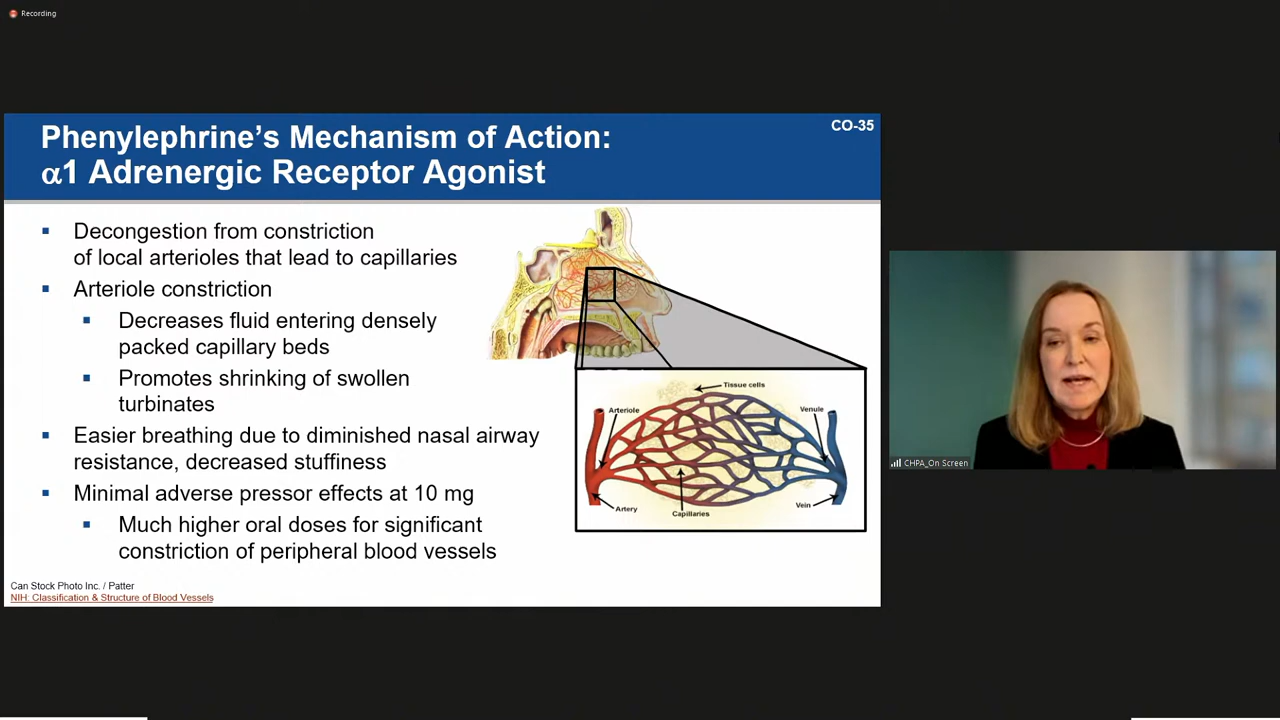 Recording
Phenylephrine's Mechanism of Action:
α1 Adrenergic Receptor Agonist
CO-35
▪ Decongestion from constriction
of local arterioles that lead to capillaries
▪ Arteriole constriction
▪ Decreases fluid entering densely
packed capillary beds
▪ Promotes shrinking of swollen
turbinates
▪ Easier breathing due to diminished nasal airway
resistance, decreased stuffiness
▪ Minimal adverse pressor effects at 10 mg
▪ Much higher oral doses for significant
constriction of peripheral blood vessels
Tissue cells
Arteriole
Venule
Artery
Capillaries
Vein
Can Stock Photo Inc. / Patter
NIH: Classification & Structure of Blood Vessels
CHPA_On Screen